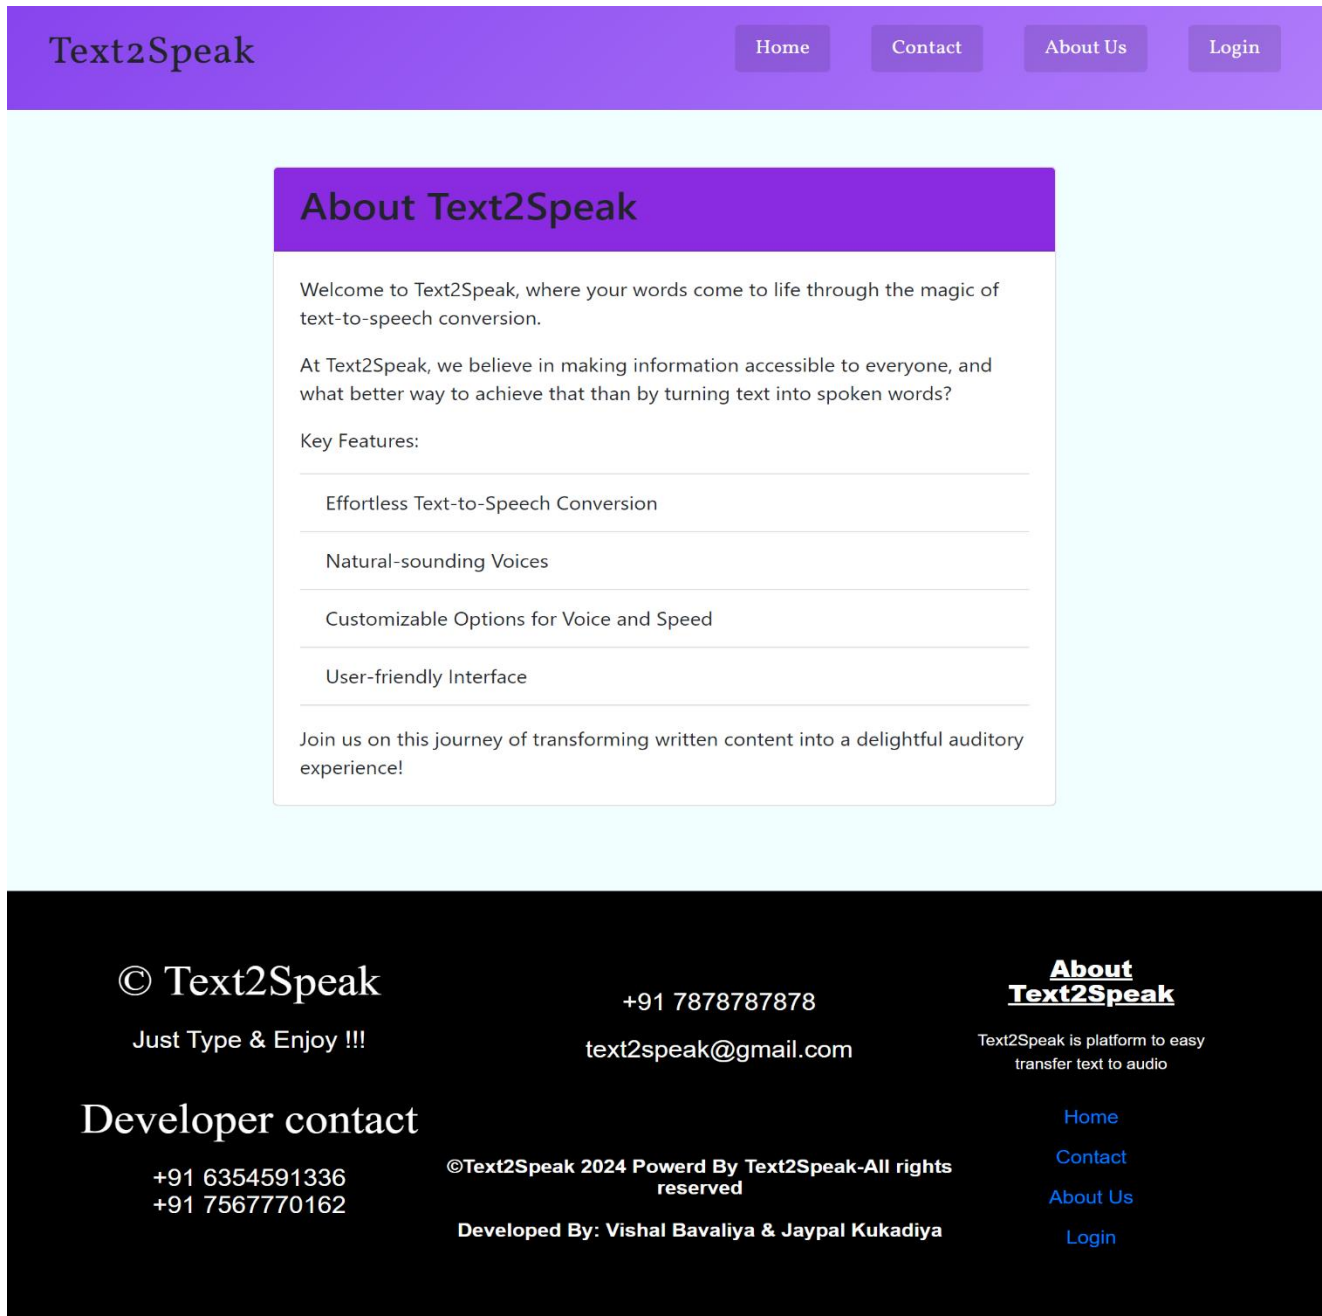 Text2Speak
Home
Contact
About Us
Login
About Text2Speak
Welcome to Text2Speak, where your words come to life through the magic of
text-to-speech conversion.
At Text2Speak, we believe in making information accessible to everyone, and
what better way to achieve that than by turning text into spoken words?
Key Features:
Effortless Text-to-Speech Conversion
Natural-sounding Voices
Customizable Options for Voice and Speed
User-friendly Interface
Join us on this journey of transforming written content into a delightful auditory
experience!
© Text2Speak
Just Type & Enjoy !!!
Developer contact
+91 6354591336
+91 7567770162
+91 7878787878
text2speak@gmail.com
©Text2Speak 2024 Powerd By Text2Speak-All rights
reserved
Developed By: Vishal Bavaliya & Jaypal Kukadiya
About
Text2Speak
Text2Speak is platform to easy
transfer text to audio
Home
Contact
About Us
Login